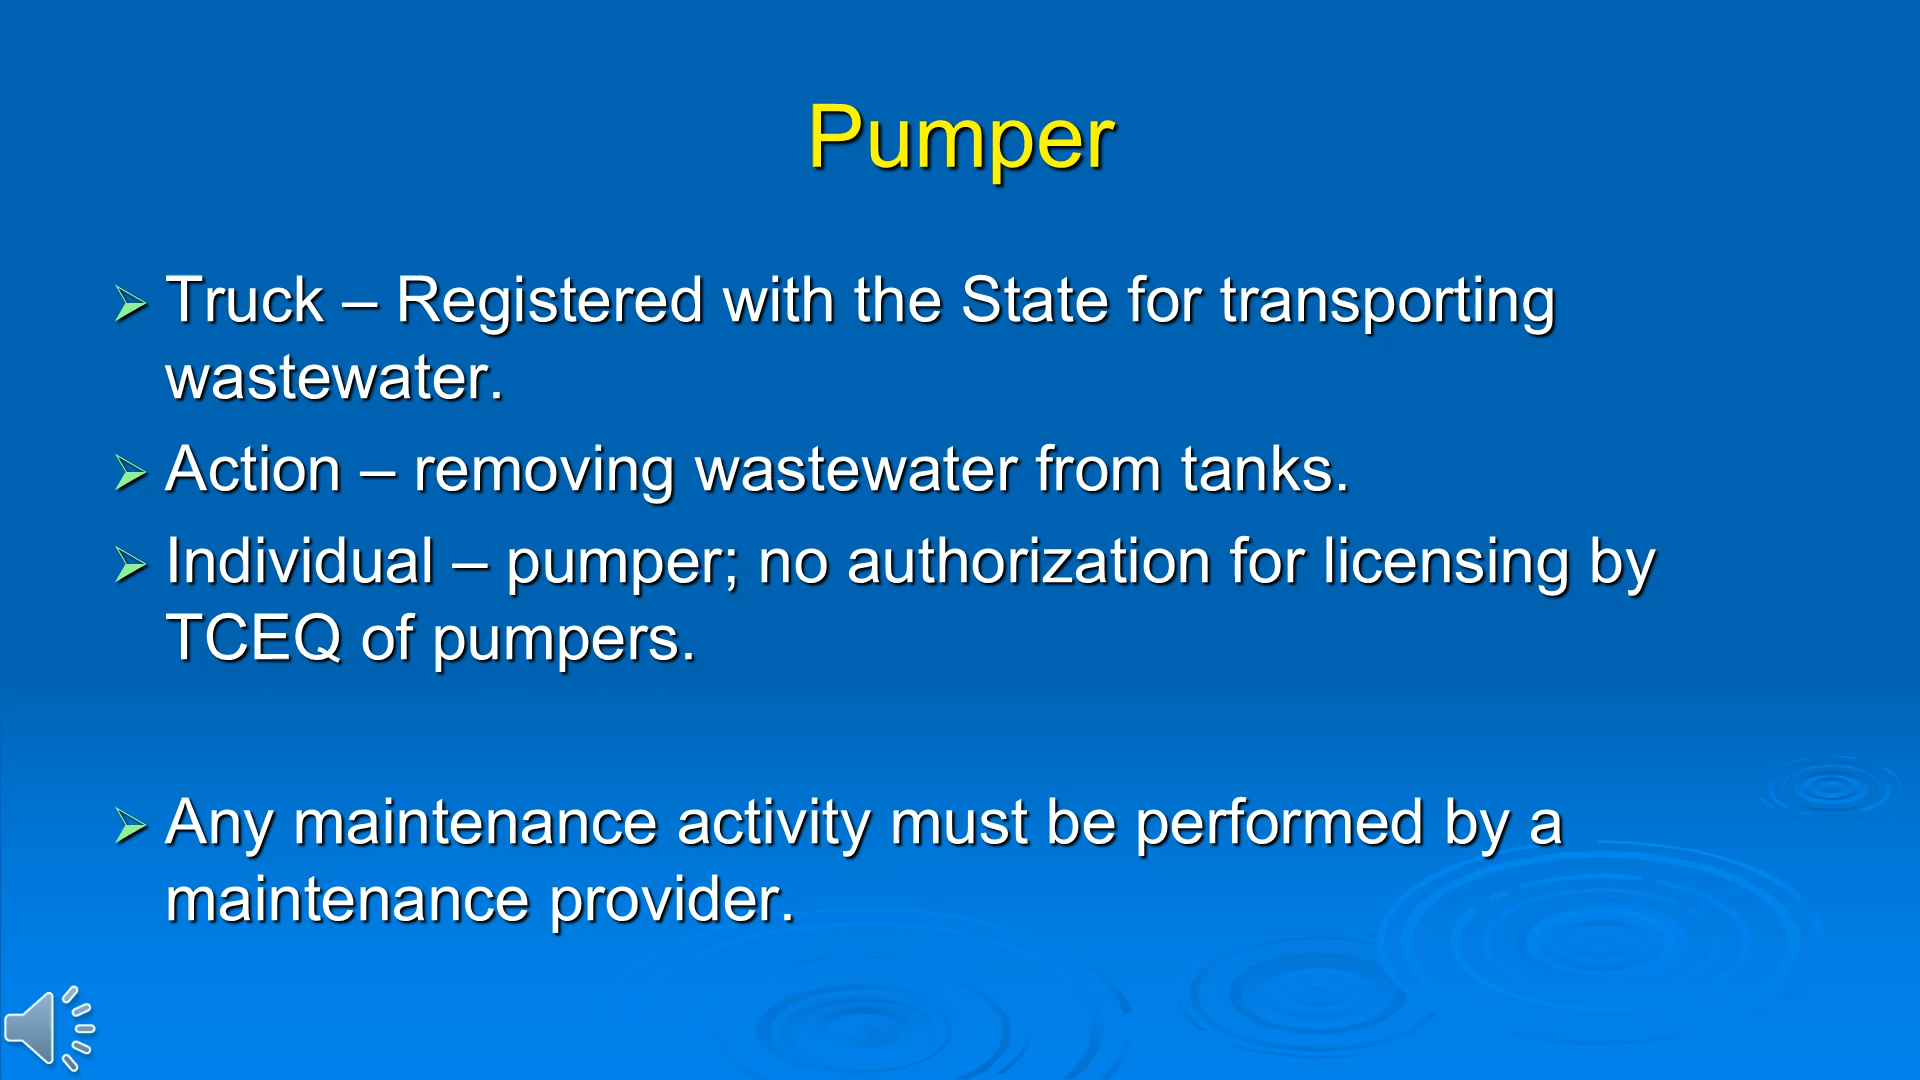 Pumper
Truck – Registered with the State for transporting
wastewater.
Action – removing wastewater from tanks.
Individual – pumper; no authorization for licensing by
TCEQ of pumpers.
Any maintenance activity must be performed by a
maintenance provider.